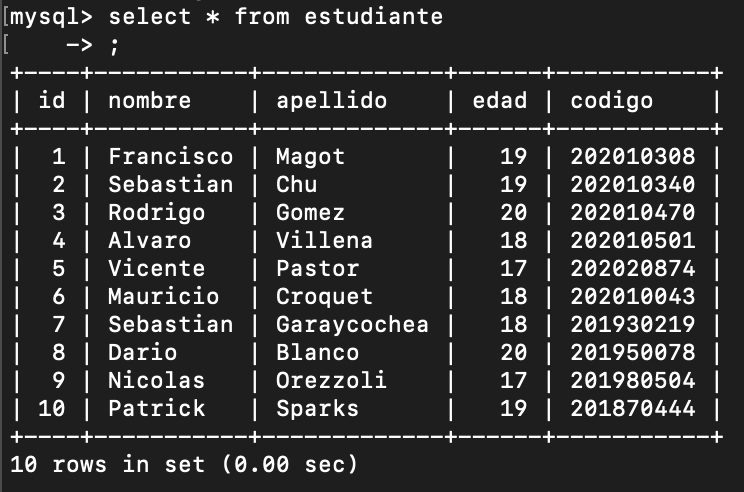 [mysql> select * from estudiante
[    -> ;
+----+-----------+-------------+------+-----------+
| id | nombre    | apellido    | edad | codigo    |
+----+-----------+-------------+------+-----------+
|  1 | Francisco | Magot       |   19 | 202010308 |
|  2 | Sebastian | Chu         |   19 | 202010340 |
|  3 | Rodrigo   | Gomez       |   20 | 202010470 |
|  4 | Alvaro    | Villena     |   18 | 202010501 |
|  5 | Vicente   | Pastor      |   17 | 202020874 |
|  6 | Mauricio  | Croquet     |   18 | 202010043 |
|  7 | Sebastian | Garaycochea |   18 | 201930219 |
|  8 | Dario     | Blanco      |   20 | 201950078 |
|  9 | Nicolas   | Orezzoli    |   17 | 201980504 |
| 10 | Patrick   | Sparks      |   19 | 201870444 |
+----+-----------+-------------+------+-----------+
10 rows in set (0.00 sec)